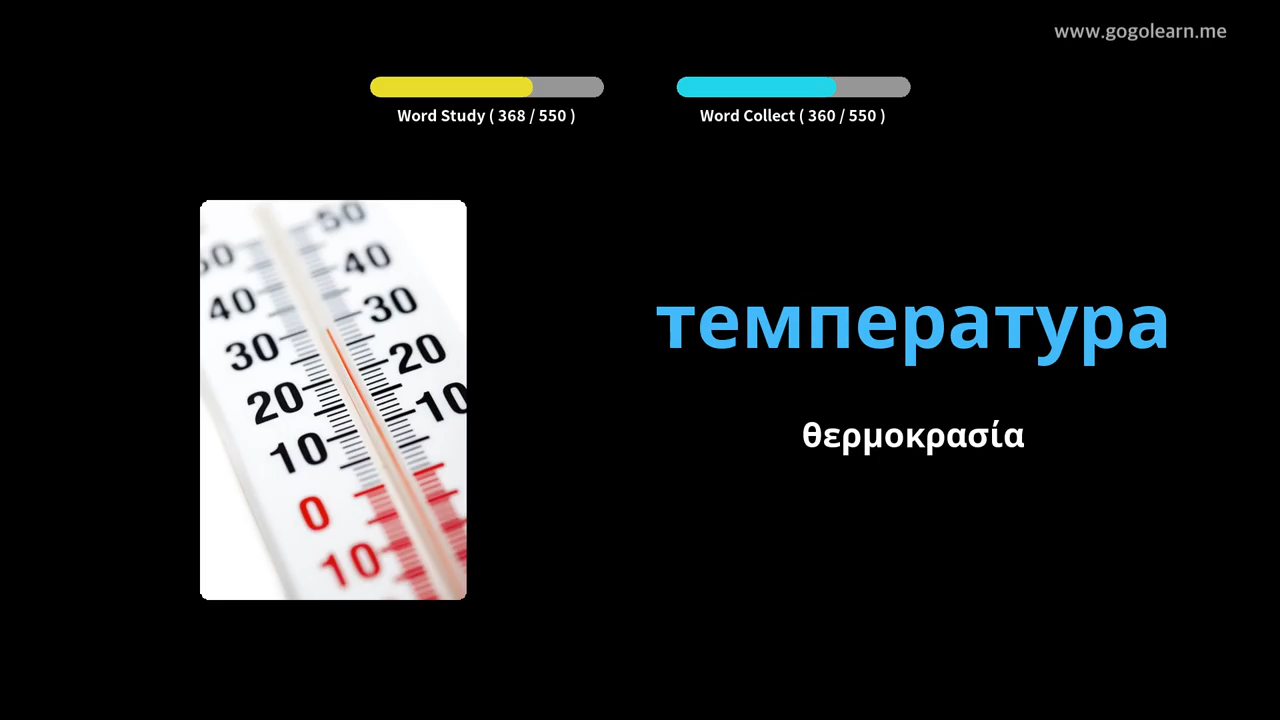 www.gogolearn.me
Word Study ( 368 / 550 )
Word Collect ( 360 / 550 )
50
40
40
30
30
20
20
10
10
0
10
температура
θερμοκρασία